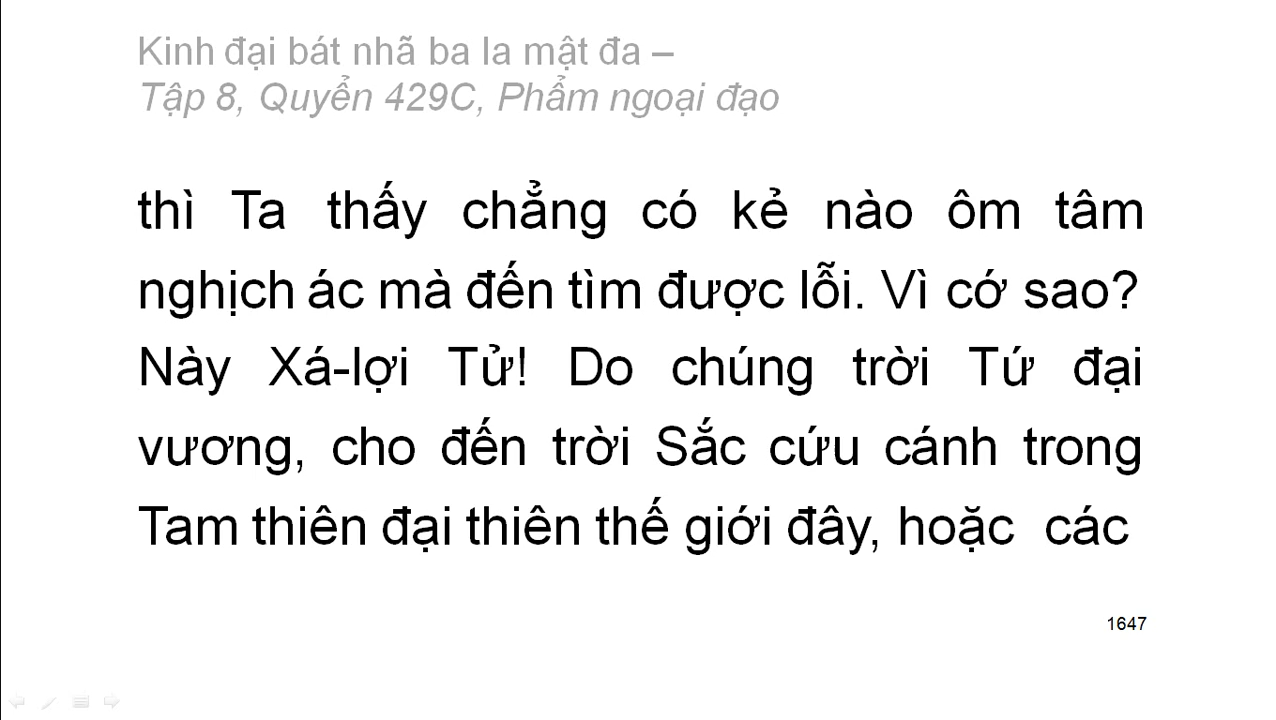 Kinh đại bát nhã ba la mật đa –
Tập 8, Quyển 429C, Phẩm ngoại đạo
thì Ta thấy chẳng có kẻ nào ôm tâm
nghịch ác mà đến tìm được lỗi. Vì cớ sao?
Này Xá-lợi Tử! Do chúng trời Tứ đại
vương, cho đến trời Sắc cứu cánh trong
Tam thiên đại thiên thế giới đây, hoặc các
1647